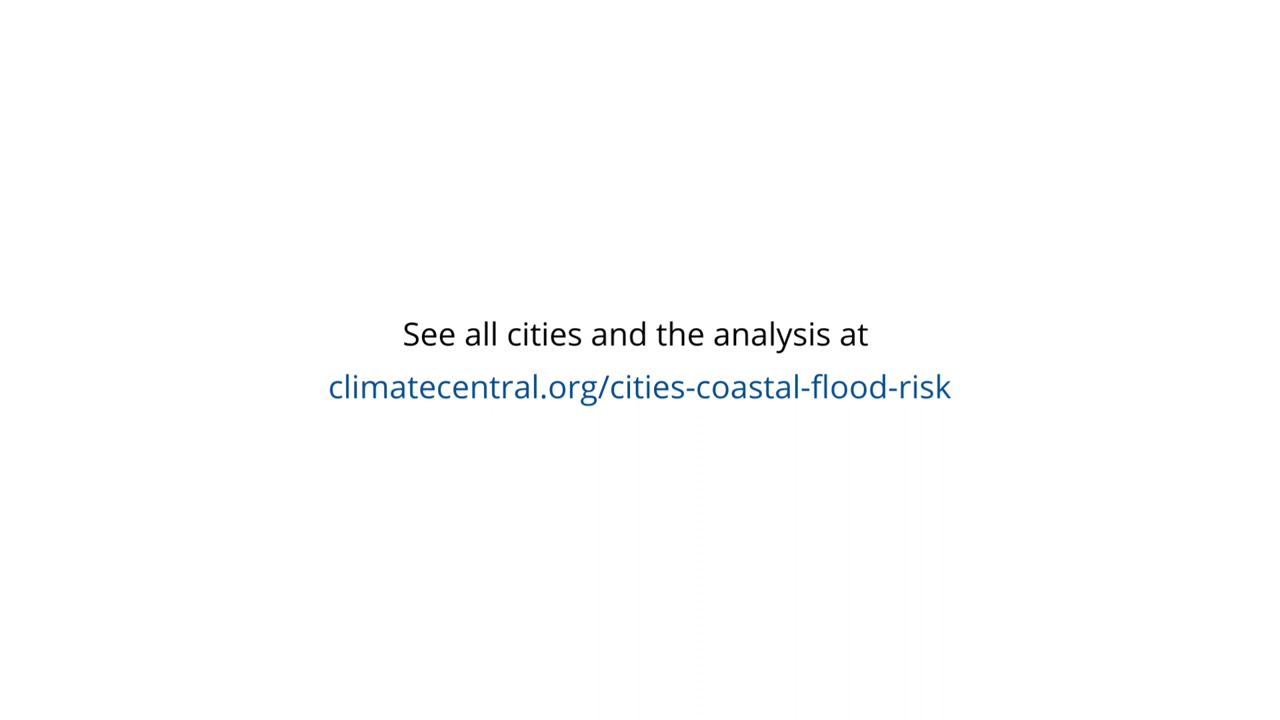 See all cities and the analysis at
climatecentral.org/cities-coastal-flood-risk